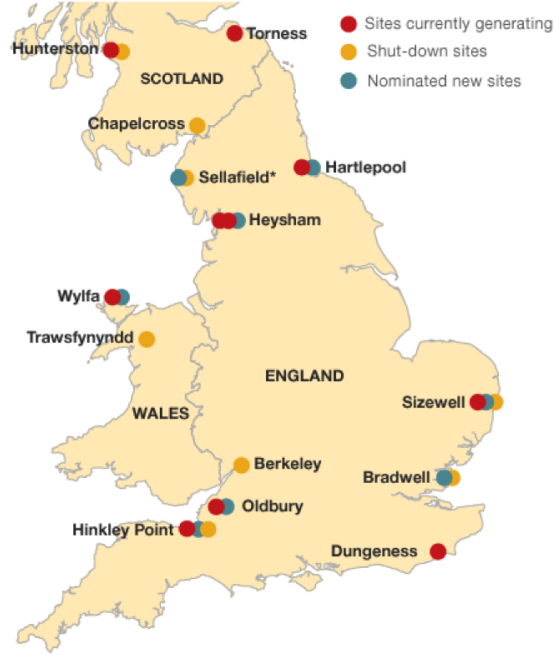 Sites currently generating
Shut-down sites
Nominated new sites
Torness
Hunterston
SCOTLAND
Chapelcross
Hartlepool
Sellafield*
Heysham
Wylfa
Trawsfynyndd
ENGLAND
Sizewell
WALES
Berkeley
Bradwell
Oldbury
Hinkley Point
Dungeness